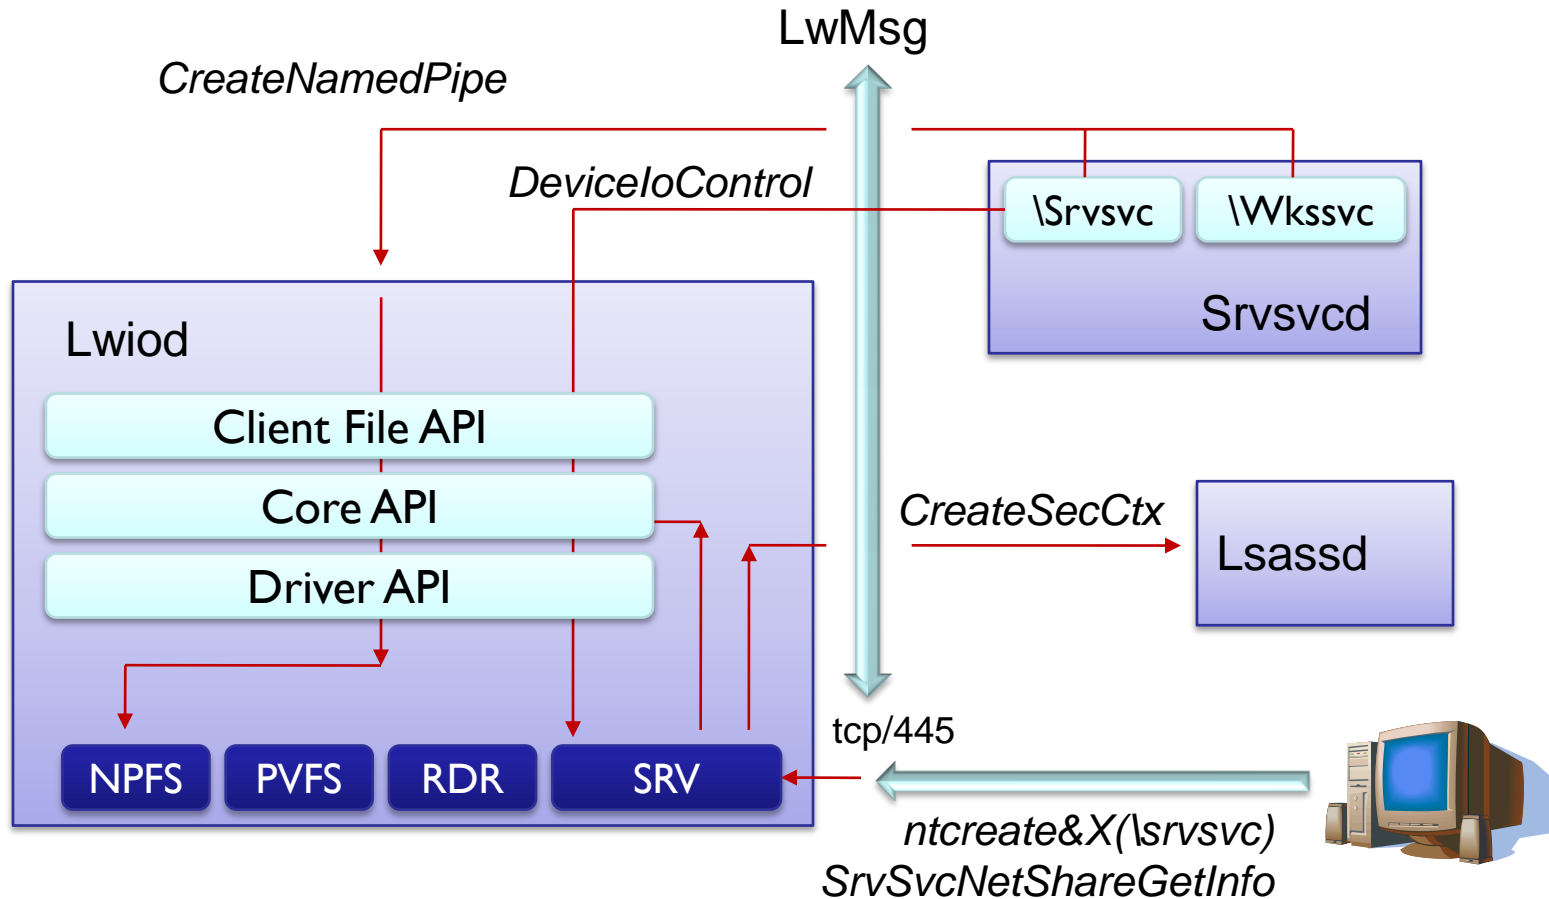 LwMsg
CreateNamedPipe
DeviceIoControl
\Srvsvc
\Wkssvc
Srvsvcd
Lwiod
Client File API
Core API
Driver API
CreateSecCtx
Lsassd
tcp/445
NPFS
PVFS
RDR
SRV
ntcreate&X(\srvsvc)
SrvSvcNetShareGetInfo